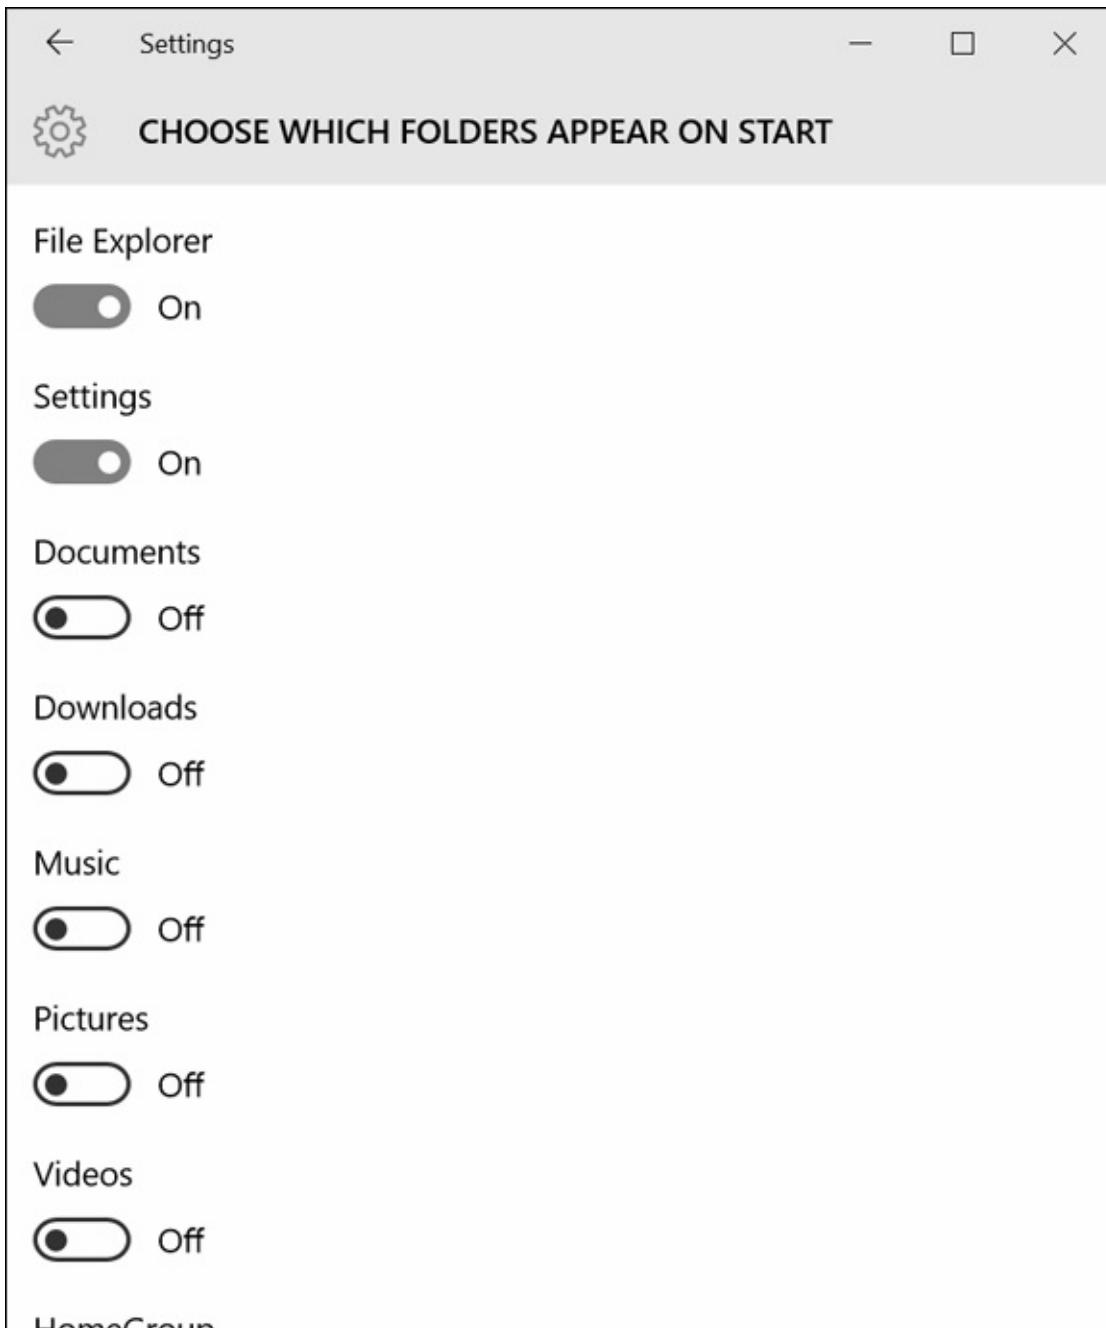 Settings
CHOOSE WHICH FOLDERS APPEAR ON START
File Explorer
On
Settings
On
Documents
Off
Downloads
Off
Music
Off
Pictures
Off
Videos
Off
HomeGroup